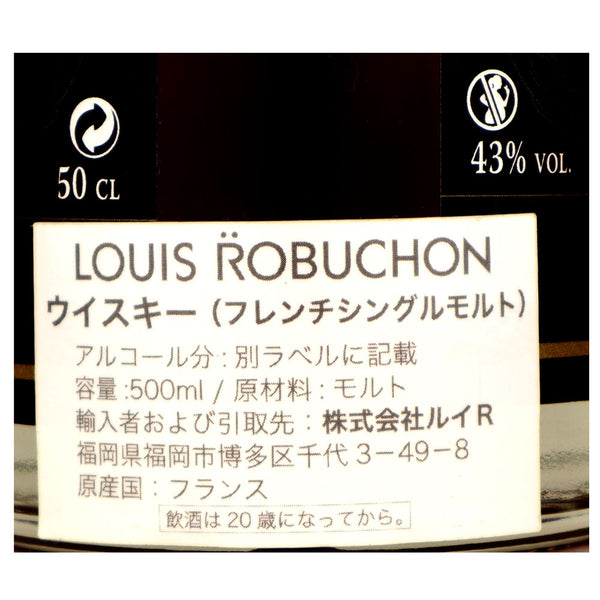 50 CL
43% VOL.
LOUIS R̈OBUCHON
ウイスキー（フレンチシングルモルト）
アルコール分：別ラベルに記載
容量：500ml / 原材料：モルト
輸入者および引取先：株式会社ルイR
福岡県福岡市博多区千代3－49－8
原産国：フランス
飲酒は20歳になってから。